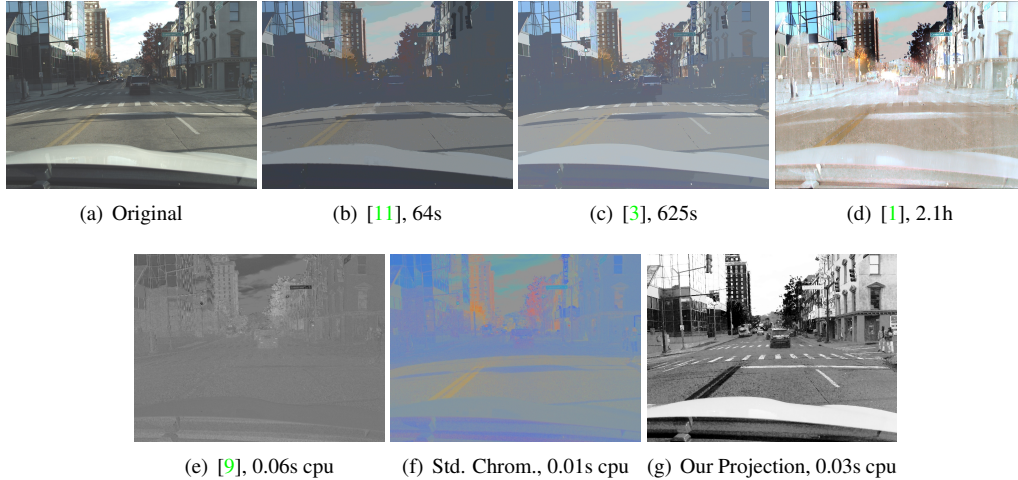 (a) Original
(b) [11], 64s
(c) [3], 625s
(d) [1], 2.1h
(e) [9], 0.06s cpu
(f) Std. Chrom., 0.01s cpu
(g) Our Projection, 0.03s cpu